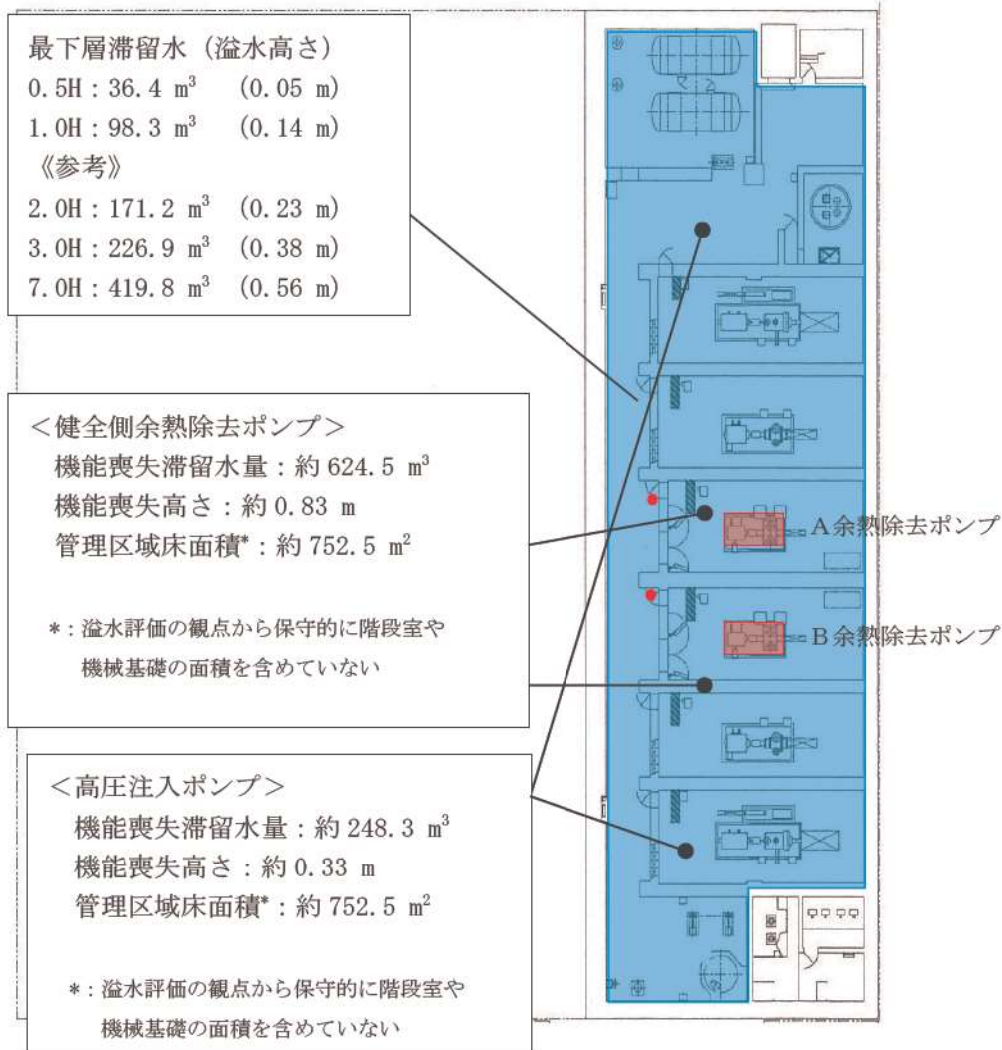 最下層滞留水（溢水高さ）
0.5H：36.4 m³ （0.05 m）
1.0H：98.3 m³ （0.14 m）
《参考》
2.0H：171.2 m³ （0.23 m）
3.0H：226.9 m³ （0.38 m）
7.0H：419.8 m³ （0.56 m）
＜健全側余熱除去ポンプ＞
機能喪失滞留水量：約 624.5 m³
機能喪失高さ：約 0.83 m
管理区域床面積*：約 752.5 m²
*：溢水評価の観点から保守的に階段室や
機械基礎の面積を含めていない
A余熱除去ポンプ
B余熱除去ポンプ
＜高圧注入ポンプ＞
機能喪失滞留水量：約 248.3 m³
機能喪失高さ：約 0.33 m
管理区域床面積*：約 752.5 m²
*：溢水評価の観点から保守的に階段室や
機械基礎の面積を含めていない